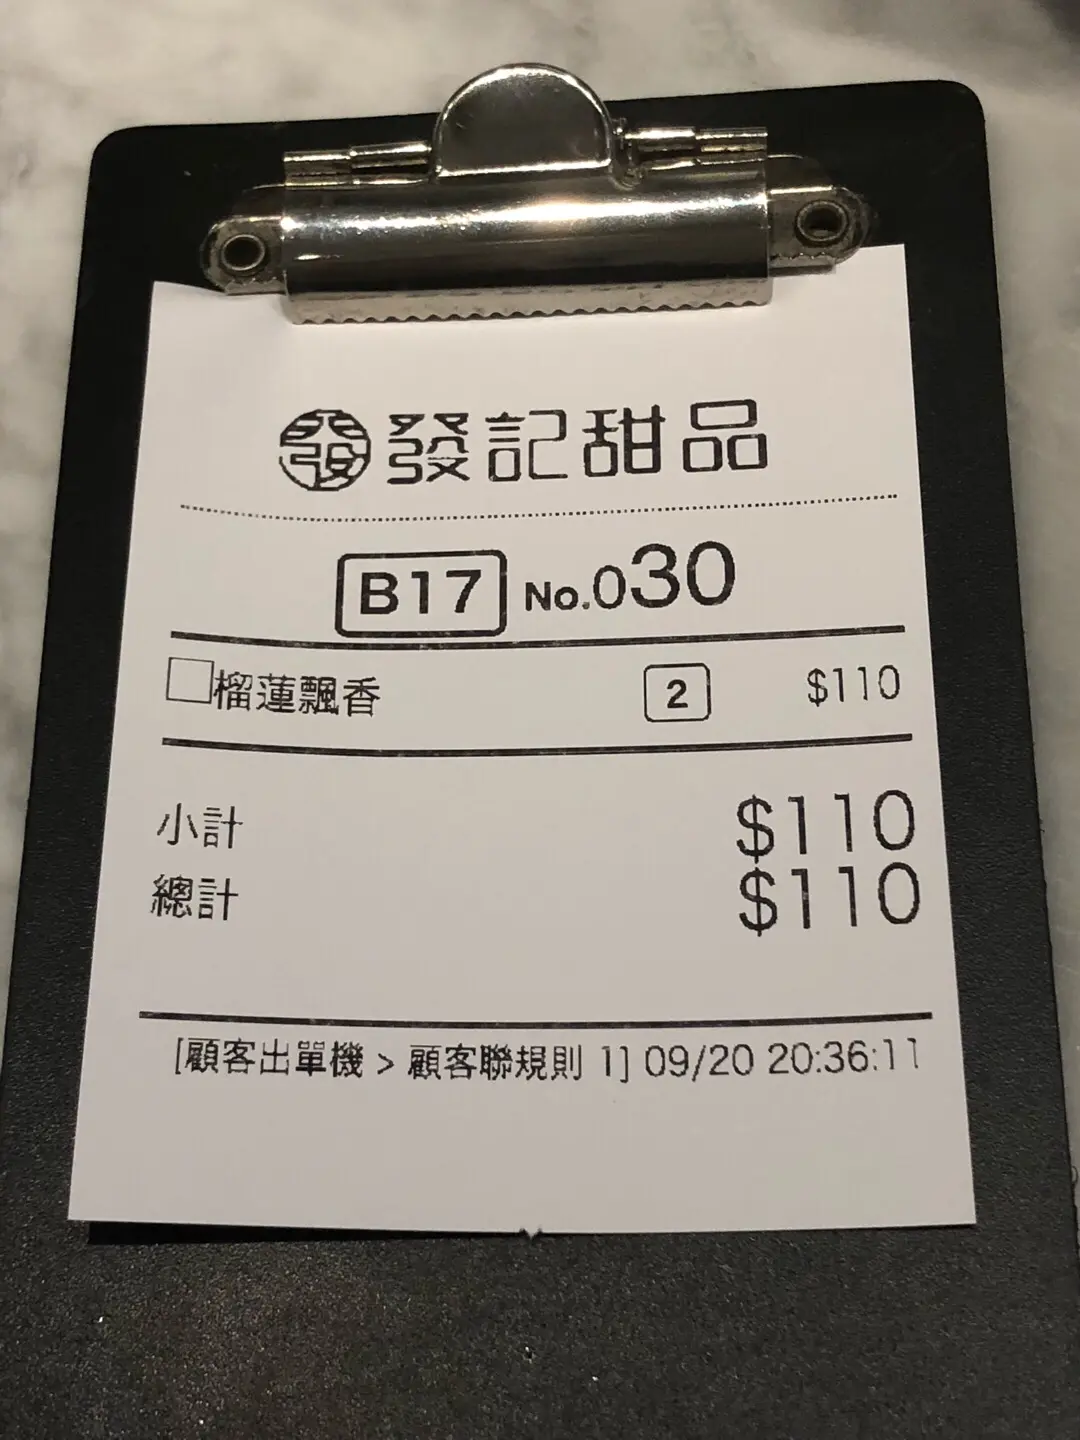 發 發記甜品
B17 No.030
榴蓮飄香 2 $110
小計 $110
總計 $110
[顧客出單機 > 顧客聯規則 1] 09/20 20:36:11